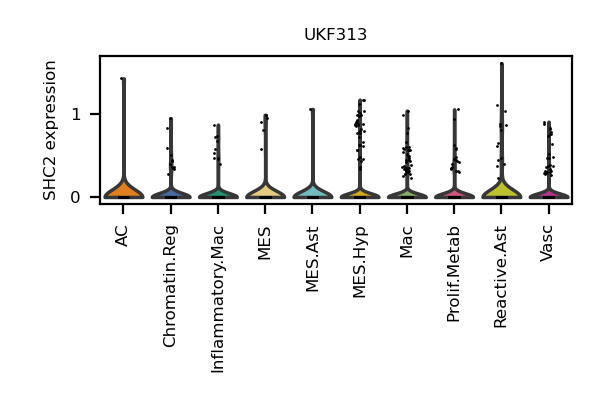 UKF313
SHC2 expression
1
0
AC
Chromatin.Reg
Inflammatory.Mac
MES
MES.Ast
MES.Hyp
Mac
Prolif.Metab
Reactive.Ast
Vasc